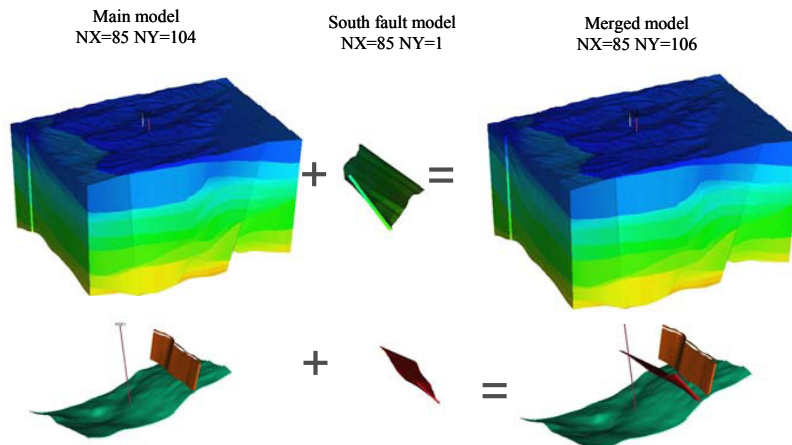 Main model
NX=85 NY=104
South fault model
NX=85 NY=1
Merged model
NX=85 NY=106
+
=
+
=